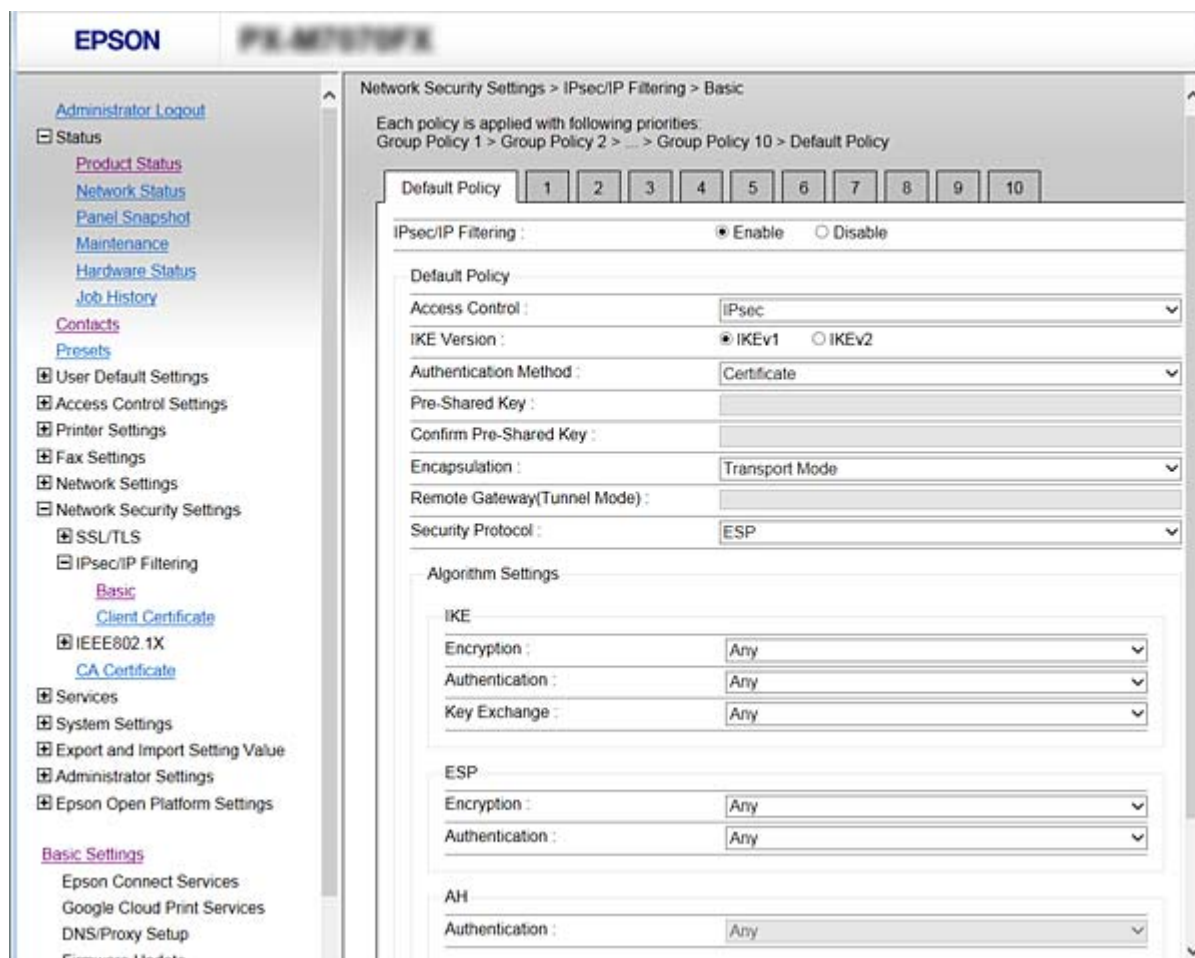 EPSON
Administrator Logout
Status
Product Status
Network Status
Panel Snapshot
Maintenance
Hardware Status
Job History
Contacts
Presets
User Default Settings
Access Control Settings
Printer Settings
Fax Settings
Network Settings
Network Security Settings
SSL/TLS
IPsec/IP Filtering
Basic
Client Certificate
IEEE802.1X
CA Certificate
Services
System Settings
Export and Import Setting Value
Administrator Settings
Epson Open Platform Settings
Basic Settings
Epson Connect Services
Google Cloud Print Services
DNS/Proxy Setup
Network Security Settings > IPsec/IP Filtering > Basic
Each policy is applied with following priorities:
Group Policy 1 > Group Policy 2 > ... > Group Policy 10 > Default Policy
Default Policy 1 2 3 4 5 6 7 8 9 10
IPsec/IP Filtering : Enable Disable
Default Policy
Access Control : IPsec
IKE Version : IKEv1 IKEv2
Authentication Method : Certificate
Pre-Shared Key :
Confirm Pre-Shared Key :
Encapsulation : Transport Mode
Remote Gateway(Tunnel Mode) :
Security Protocol : ESP
Algorithm Settings
IKE
Encryption : Any
Authentication : Any
Key Exchange : Any
ESP
Encryption : Any
Authentication : Any
AH
Authentication : Any